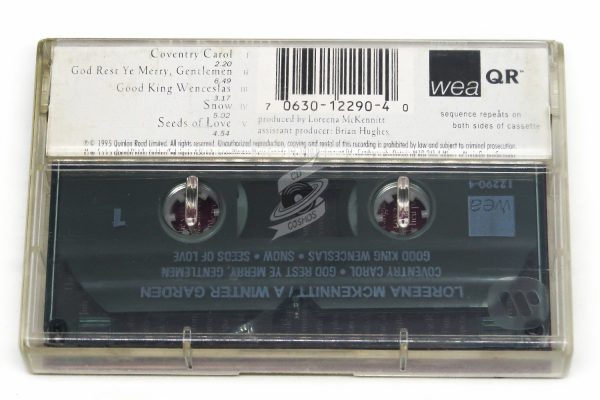 Coventry Carol I
2.20
God Rest Ye Merry, Gentlemen II
6.49
Good King Wenceslas III
3.17
Snow IV
5.02
Seeds of Love V
4.54
7 0630-12290-4 0
produced by Loreena McKennitt
assistant producer: Brian Hughes
wea QR™
sequence repeats on
both sides of cassette
℗ © 1995 Quinlan Road Limited. All rights reserved. Unauthorized reproduction, copying and rental of this recording is prohibited by law and subject to criminal prosecution.
CD
COSMOS
1
12290-4
wea
LOREENA MCKENNITT / A WINTER GARDEN
COVENTRY CAROL • GOD REST YE MERRY, GENTLEMEN
GOOD KING WENCESLAS • SNOW • SEEDS OF LOVE